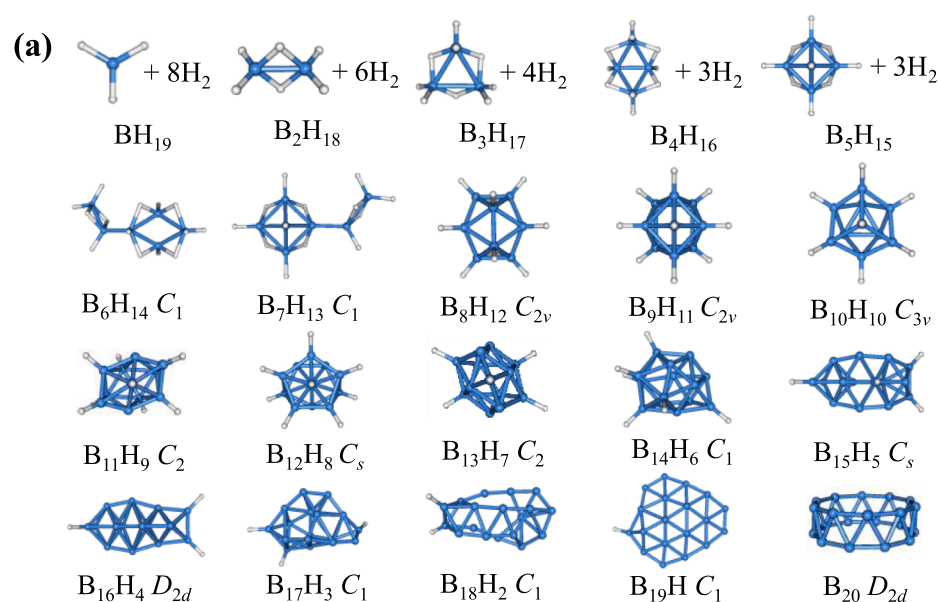 (a)
+ 8H₂ + 6H₂ + 4H₂ + 3H₂ + 3H₂
BH₁₉ B₂H₁₈ B₃H₁₇ B₄H₁₆ B₅H₁₅
B₆H₁₄ C₁ B₇H₁₃ C₁ B₈H₁₂ C₂ᵥ B₉H₁₁ C₂ᵥ B₁₀H₁₀ C₃ᵥ
B₁₁H₉ C₂ B₁₂H₈ Cₛ B₁₃H₇ C₂ B₁₄H₆ C₁ B₁₅H₅ Cₛ
B₁₆H₄ D₂d B₁₇H₃ C₁ B₁₈H₂ C₁ B₁₉H C₁ B₂₀ D₂d